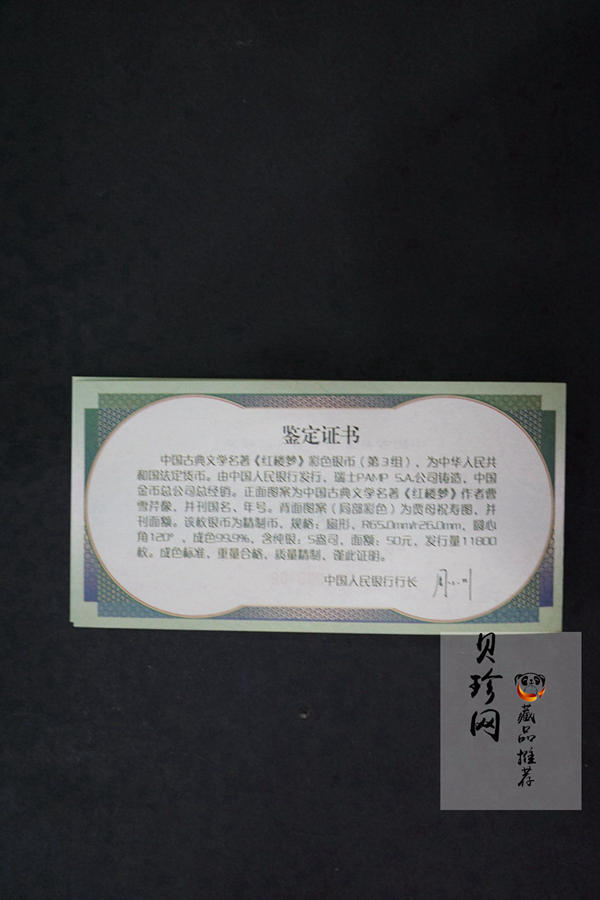 鉴定证书
中国古典文学名著《红楼梦》彩色银币（第3组），为中华人民共
和国法定货币。由中国人民银行发行，瑞士PAMP S.A.公司铸造，中国
金币总公司总经销。正面图案为中国古典文学名著《红楼梦》作者曹
雪芹像，并刊国名、年号。背面图案（局部彩色）为贾母祝寿图，并
刊面额。该枚银币为精制币，规格：扇形，R65.0mm/r26.0mm，圆心
角120°，成色99.9%，含纯银：5盎司，面额：50元，发行量11800
枚。成色标准，重量合格，质量精制，谨此证明。
中国人民银行行长 周小川
贝珍网
藏品推荐